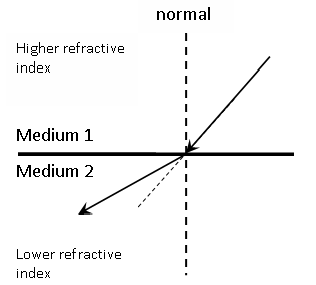 normal
Higher refractive
index
Medium 1
Medium 2
Lower refractive
index